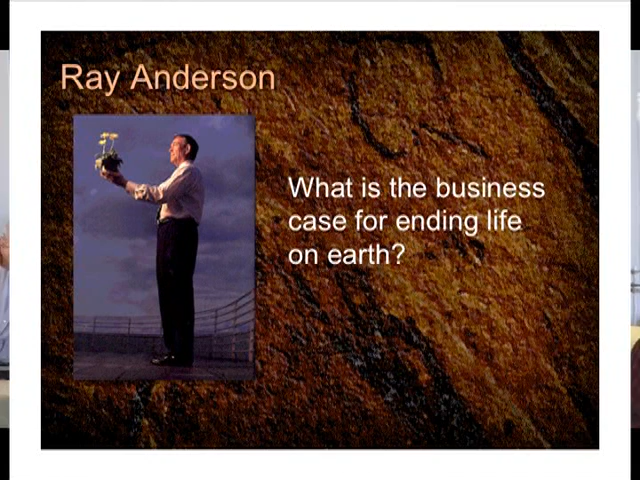 Ray Anderson
What is the business
case for ending life
on earth?